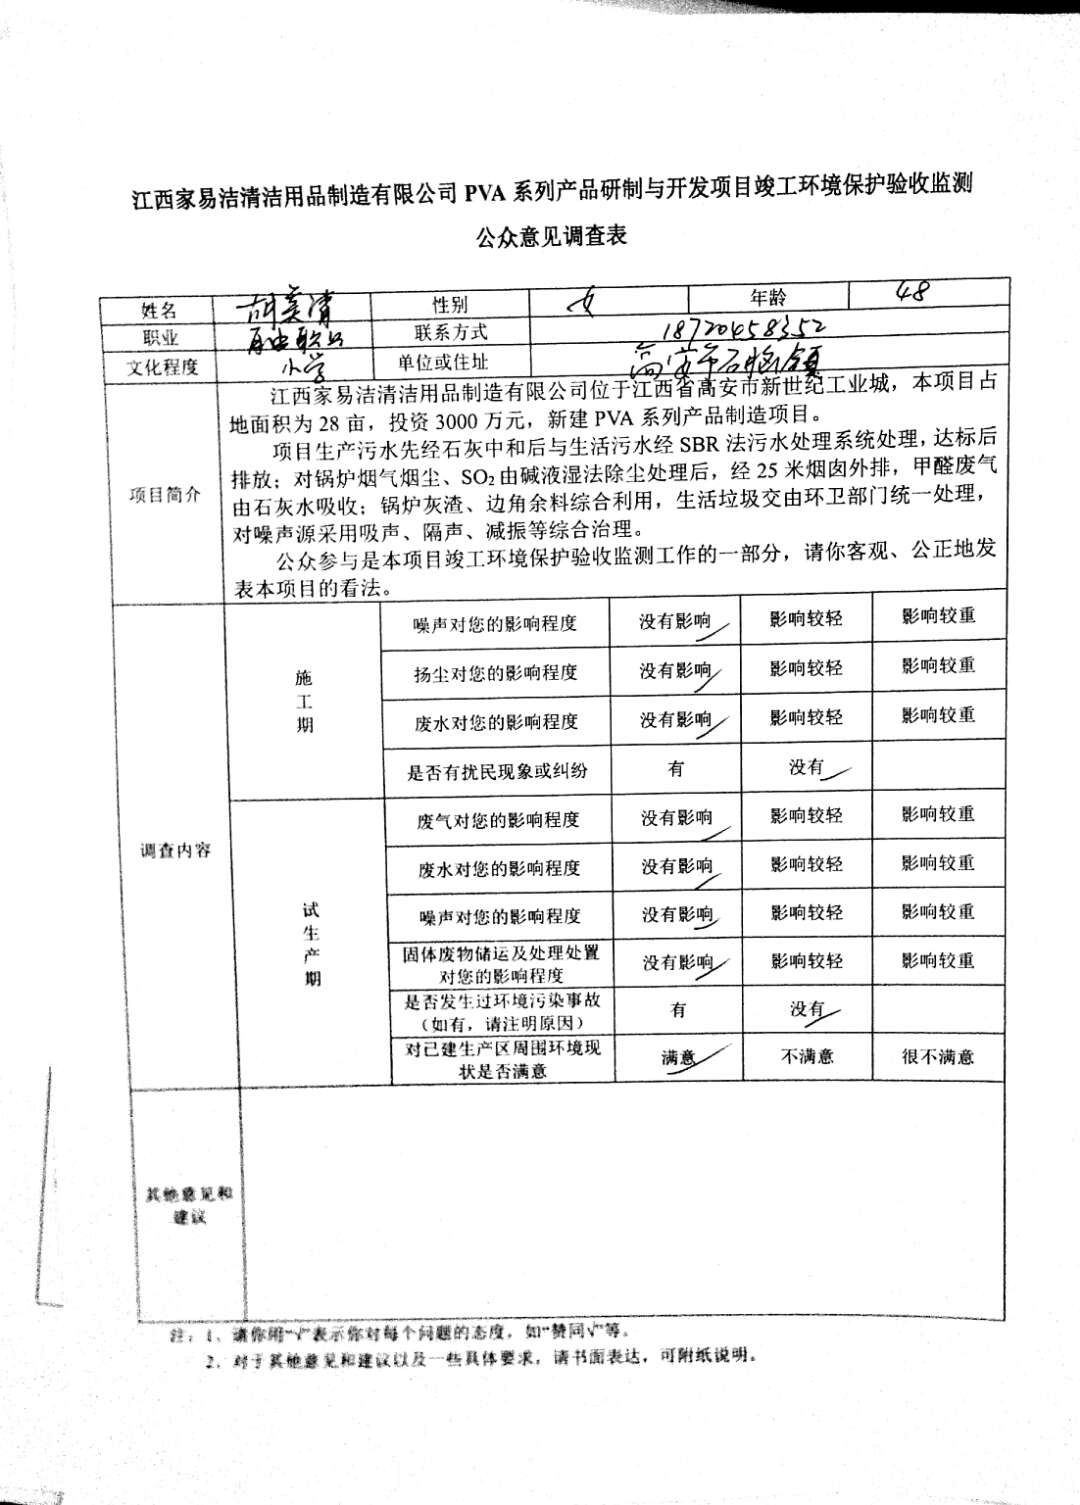 江西家易洁清洁用品制造有限公司 PVA 系列产品研制与开发项目竣工环境保护验收监测
公众意见调查表
姓名 胡美清 性别 女 年龄 48
职业 自由职业 联系方式 18720458352
文化程度 小学 单位或住址 高安市石脑镇
项目简介
江西家易洁清洁用品制造有限公司位于江西省高安市新世纪工业城，本项目占
地面积为 28 亩，投资 3000 万元，新建 PVA 系列产品制造项目。
项目生产污水先经石灰中和后与生活污水经 SBR 法污水处理系统处理，达标后
排放；对锅炉烟气烟尘、SO₂由碱液湿法除尘处理后，经 25 米烟囱外排，甲醛废气
由石灰水吸收；锅炉灰渣、边角余料综合利用，生活垃圾交由环卫部门统一处理，
对噪声源采用吸声、隔声、减振等综合治理。
公众参与是本项目竣工环境保护验收监测工作的一部分，请你客观、公正地发
表本项目的看法。
调查内容
施工期
噪声对您的影响程度 没有影响✓ 影响较轻 影响较重
扬尘对您的影响程度 没有影响✓ 影响较轻 影响较重
废水对您的影响程度 没有影响✓ 影响较轻 影响较重
是否有扰民现象或纠纷 有 没有✓
试生产期
废气对您的影响程度 没有影响✓ 影响较轻 影响较重
废水对您的影响程度 没有影响✓ 影响较轻 影响较重
噪声对您的影响程度 没有影响✓ 影响较轻 影响较重
固体废物储运及处理处置
对您的影响程度 没有影响✓ 影响较轻 影响较重
是否发生过环境污染事故
（如有，请注明原因） 有 没有✓
对已建生产区周围环境现
状是否满意 满意✓ 不满意 很不满意
其他意见和
建议
注：1、请你用“√”表示你对每个问题的态度，如“赞同√”等。
2、对于其他意见和建议以及一些具体要求，请书面表达，可附纸说明。